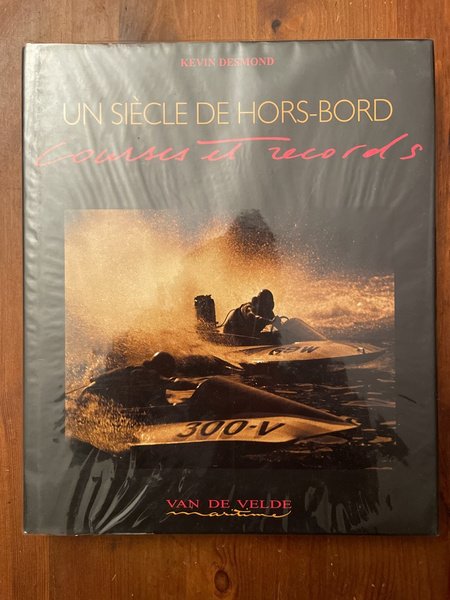 KEVIN DESMOND
UN SIÈCLE DE HORS-BORD
courses et records
300-V
VAN DE VELDE
maritime